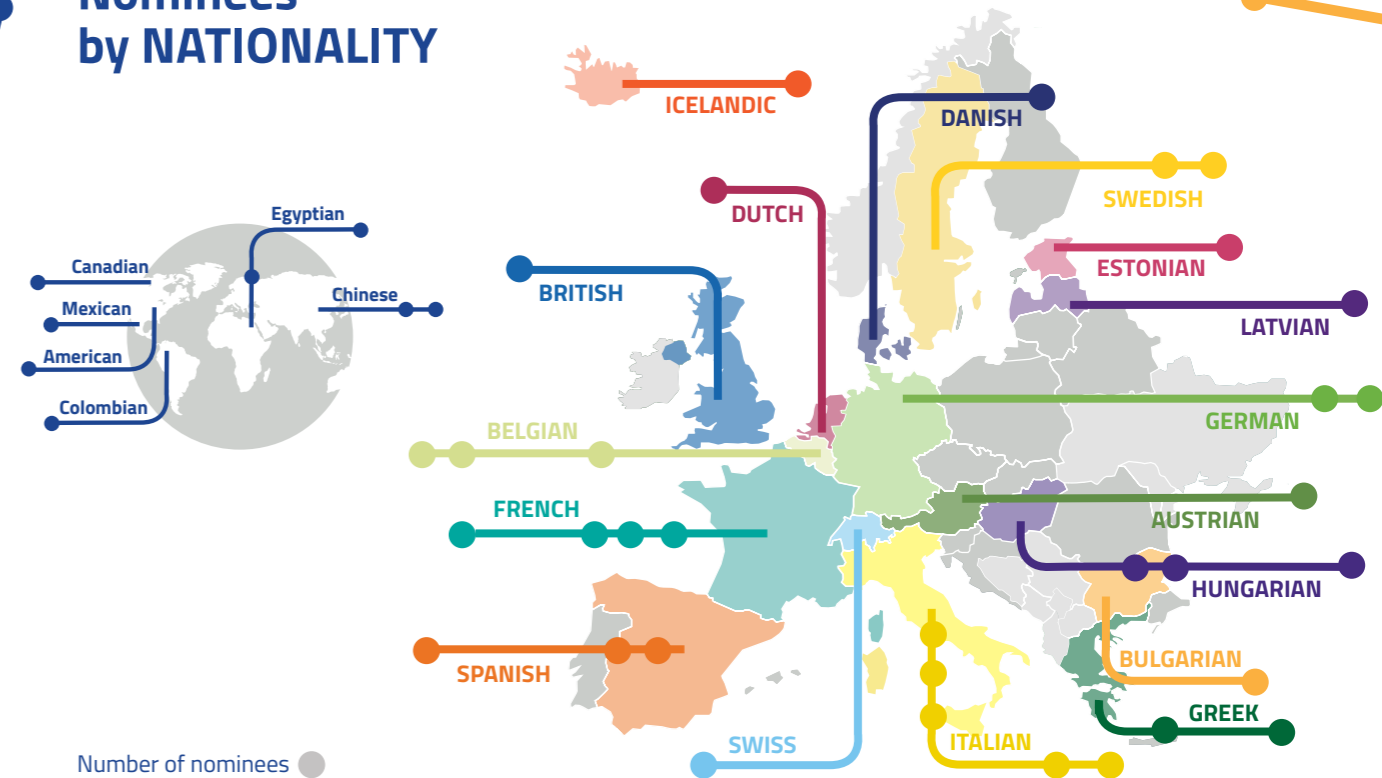 Nominees
by NATIONALITY
ICELANDIC
DANISH
DUTCH
SWEDISH
Egyptian
ESTONIAN
Canadian
BRITISH
Chinese
Mexican
LATVIAN
American
Colombian
GERMAN
BELGIAN
FRENCH
AUSTRIAN
HUNGARIAN
SPANISH
BULGARIAN
GREEK
SWISS
ITALIAN
Number of nominees